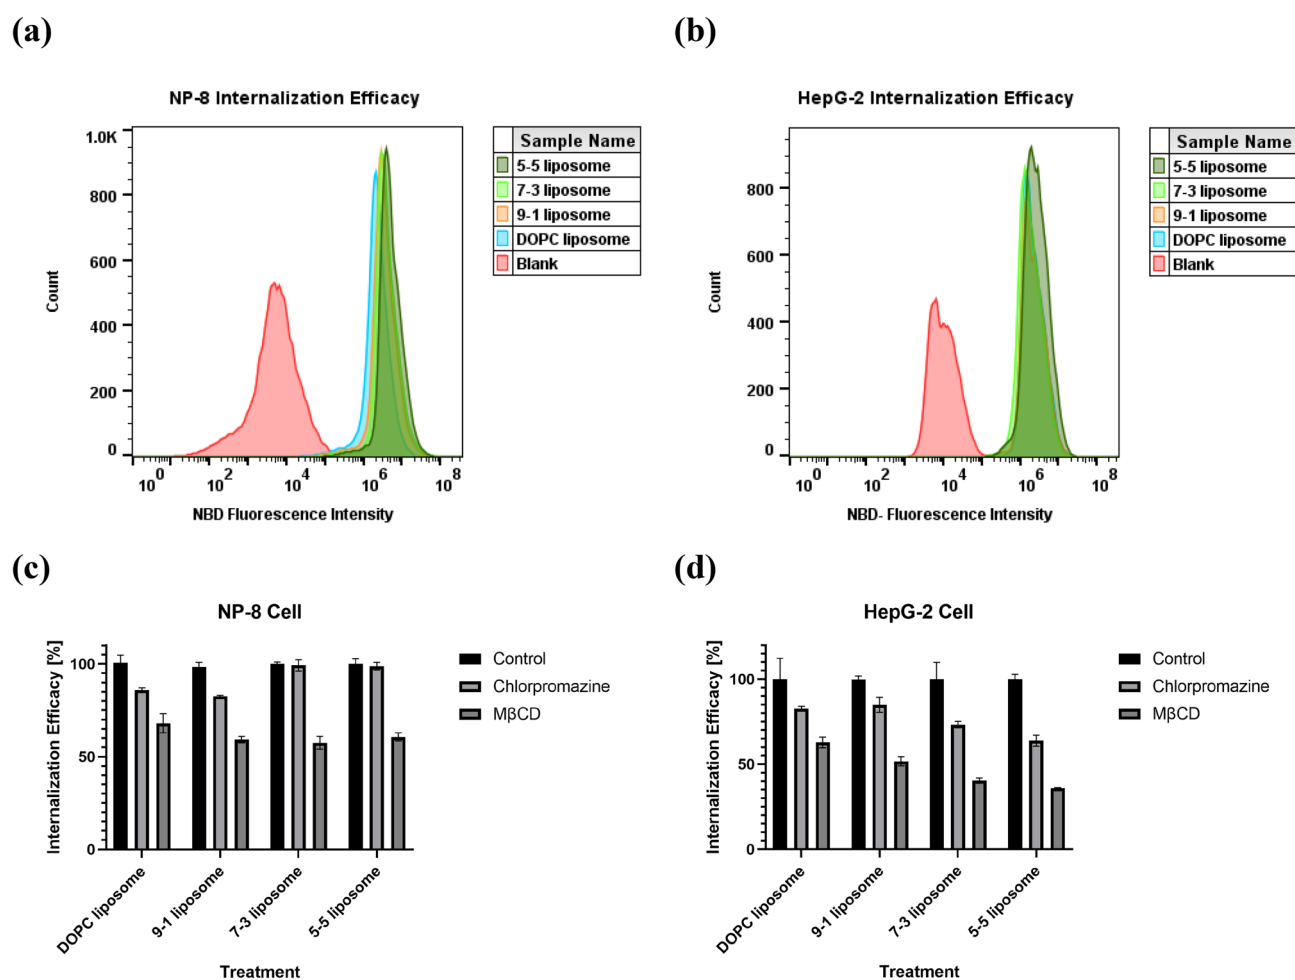 (a)
NP-8 Internalization Efficacy
1.0K
800
600
400
200
0
Count
10^0 10^2 10^4 10^6 10^8
NBD Fluorescence Intensity
Sample Name
5-5 liposome
7-3 liposome
9-1 liposome
DOPC liposome
Blank
(b)
HepG-2 Internalization Efficacy
800
600
400
200
0
Count
10^0 10^2 10^4 10^6 10^8
NBD- Fluorescence Intensity
Sample Name
5-5 liposome
7-3 liposome
9-1 liposome
DOPC liposome
Blank
(c)
NP-8 Cell
Internalization Efficacy [%]
100
50
0
DOPC liposome
9-1 liposome
7-3 liposome
5-5 liposome
Treatment
Control
Chlorpromazine
MβCD
(d)
HepG-2 Cell
Internalization Efficacy [%]
100
50
0
DOPC liposome
9-1 liposome
7-3 liposome
5-5 liposome
Treatment
Control
Chlorpromazine
MβCD